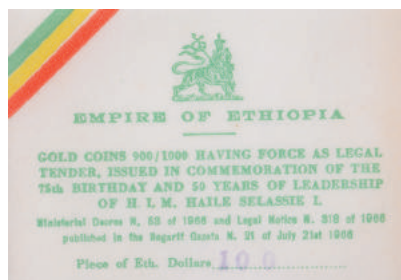 EMPIRE OF ETHIOPIA
GOLD COINS 900/1000 HAVING FORCE AS LEGAL
TENDER, ISSUED IN COMMEMORATION OF THE
75th BIRTHDAY AND 50 YEARS OF LEADERSHIP
OF H. I. M. HAILE SELASSIE I.
Ministerial Decree N. 53 of 1966 and Legal Notice N. 318 of 1966
published in the Negarit Gazeta N. 21 of July 21st 1966
Piece of Eth. Dollars 100